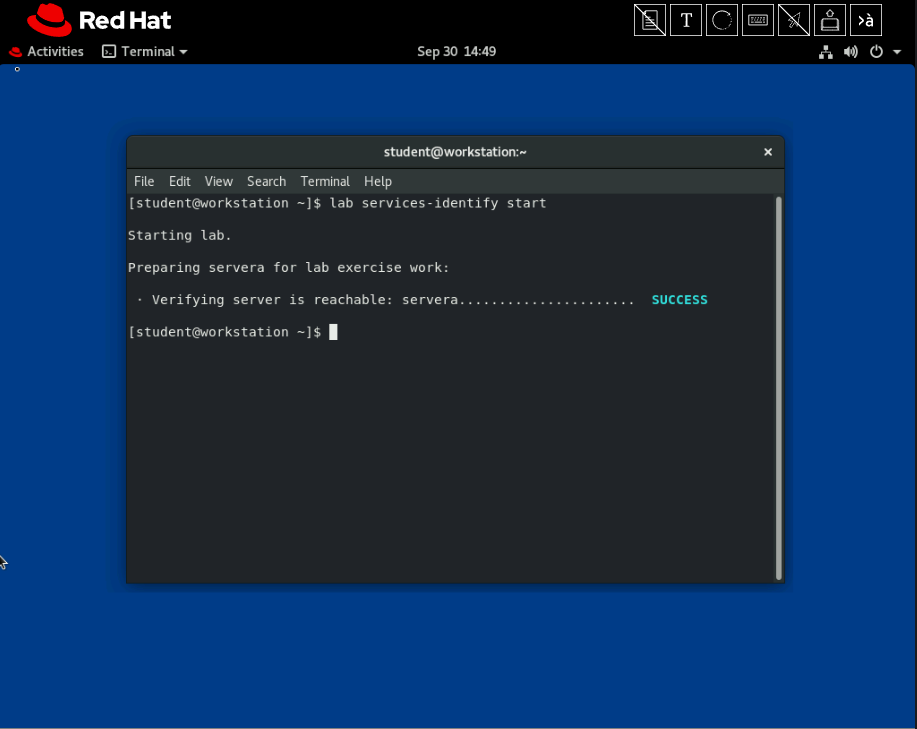 Red Hat
T
›à
Activities Terminal Sep 30 14:49
student@workstation:~ ×
File Edit View Search Terminal Help
[student@workstation ~]$ lab services-identify start
Starting lab.
Preparing servera for lab exercise work:
· Verifying server is reachable: servera...................... SUCCESS
[student@workstation ~]$